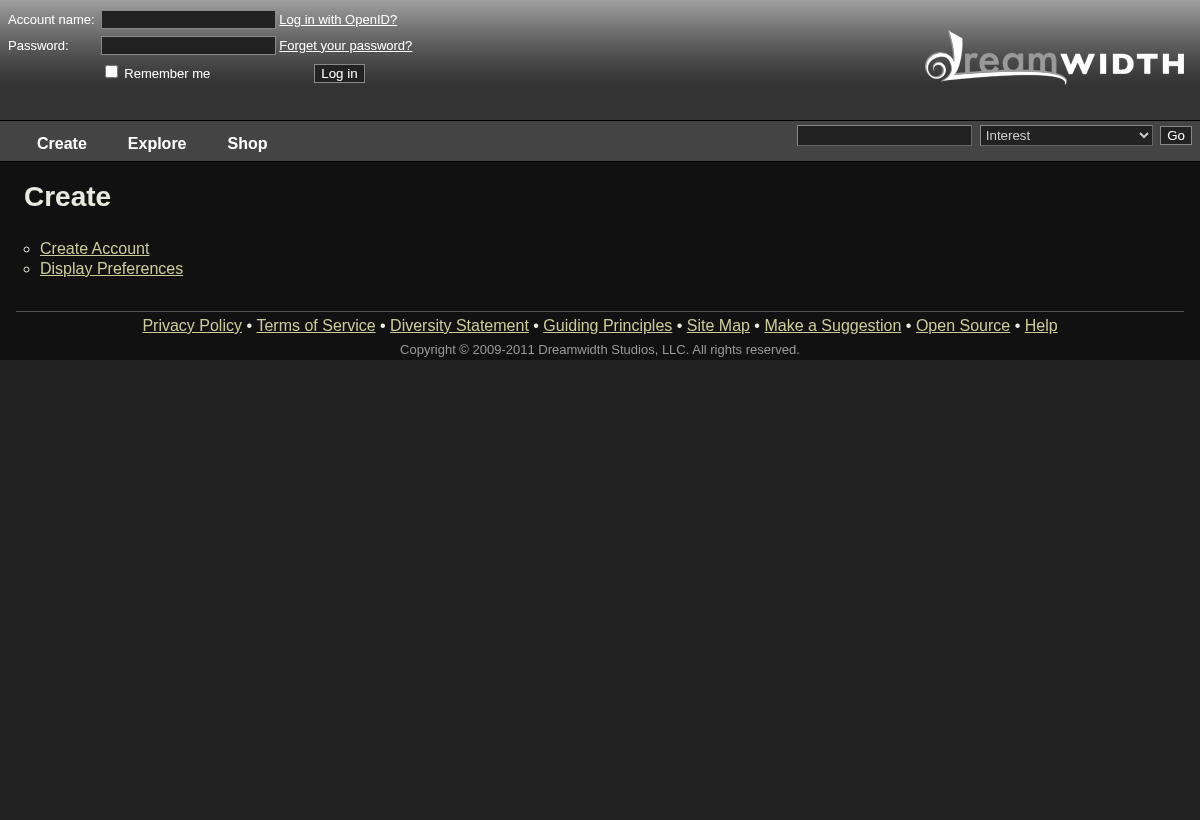 Account name: Log in with OpenID?
Password: Forget your password?
Remember me Log in
dreamWIDTH
Create Explore Shop Interest Go
Create
Create Account
Display Preferences
Privacy Policy • Terms of Service • Diversity Statement • Guiding Principles • Site Map • Make a Suggestion • Open Source • Help
Copyright © 2009-2011 Dreamwidth Studios, LLC. All rights reserved.